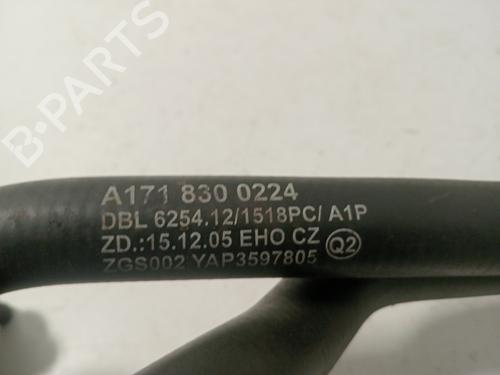 B-PARTS
A171 830 0224
DBL 6254.12/1518PC/ A1P
ZD.:15.12.05 EHO CZ Q2
ZGS002 YAP3597805